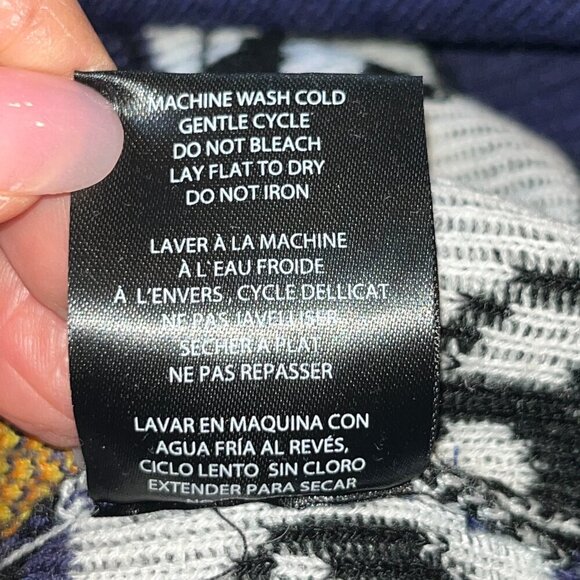 MACHINE WASH COLD
GENTLE CYCLE
DO NOT BLEACH
LAY FLAT TO DRY
DO NOT IRON
LAVER À LA MACHINE
À L'EAU FROIDE
À L'ENVERS, CYCLE DELLICAT
NE PAS JAVELLISER
SECHER A PLAT
NE PAS REPASSER
LAVAR EN MAQUINA CON
AGUA FRÍA AL REVÉS,
CICLO LENTO SIN CLORO
EXTENDER PARA SECAR